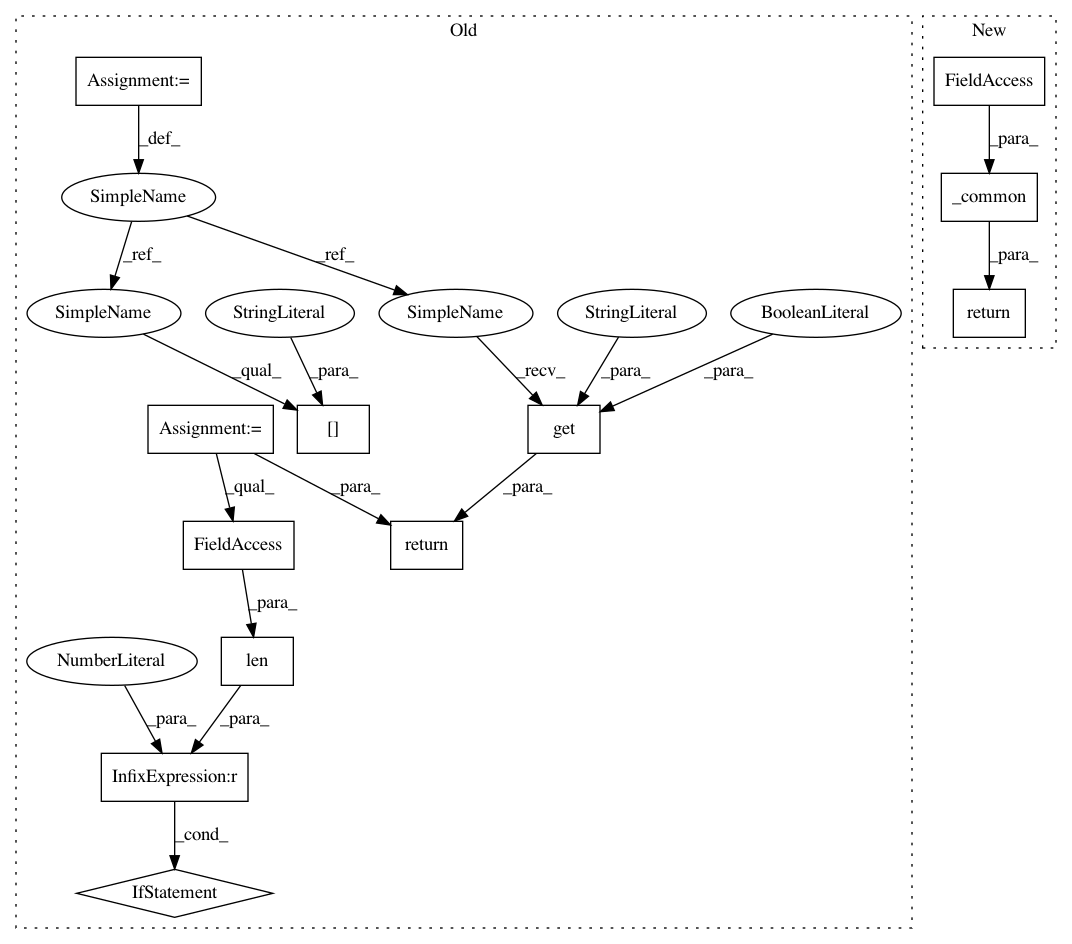 Old
New
Assignment:=
FieldAccess
_def_
_para_
SimpleName
_common
_ref_
_ref_
_para_
SimpleName
StringLiteral
SimpleName
StringLiteral
BooleanLiteral
return
_qual_
_para_
_recv_
_para_
_para_
Assignment:=
[]
get
_qual_
_para_
_para_
FieldAccess
return
_para_
NumberLiteral
len
_para_
_para_
InfixExpression:r
_cond_
IfStatement